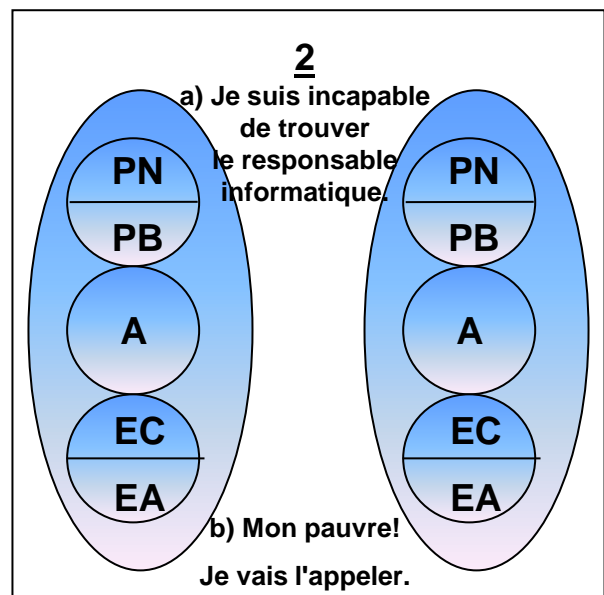 2
a) Je suis incapable
de trouver
le responsable
informatique.
PN
PB
A
EC
EA
PN
PB
A
EC
EA
b) Mon pauvre!
Je vais l'appeler.